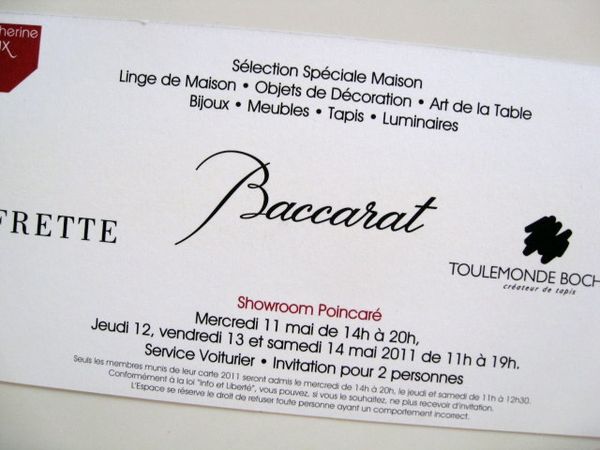 herine
Sélection Spéciale Maison
Linge de Maison • Objets de Décoration • Art de la Table
Bijoux • Meubles • Tapis • Luminaires
Baccarat
FRETTE
TOULEMONDE BOCH
créateur de tapis
Showroom Poincaré
Mercredi 11 mai de 14h à 20h,
Jeudi 12, vendredi 13 et samedi 14 mai 2011 de 11h à 19h.
Service Voiturier • Invitation pour 2 personnes
Seuls les membres munis de leur carte 2011 seront admis le mercredi de 14h à 20h, le jeudi et samedi de 11h à 12h30.
Conformément à la loi "Info et Liberté", vous pouvez, si vous le souhaitez, ne plus recevoir d'invitation.
L'Espace se réserve le droit de refuser toute personne ayant un comportement incorrect.